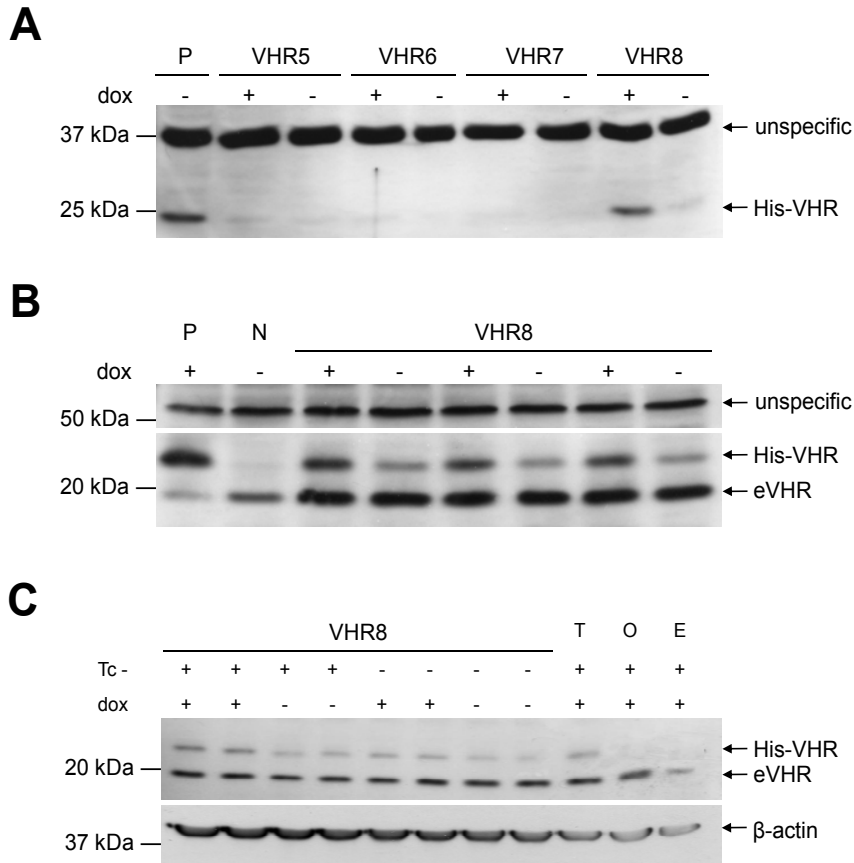 A
P VHR5 VHR6 VHR7 VHR8
dox - + - + - + - + -
37 kDa unspecific
25 kDa His-VHR
B
P N VHR8
dox + - + - + - + -
unspecific
50 kDa
His-VHR
20 kDa eVHR
C
VHR8 T O E
Tc - + + + + - - - - + + +
dox + + - - + + - - + + +
His-VHR
20 kDa eVHR
β-actin
37 kDa